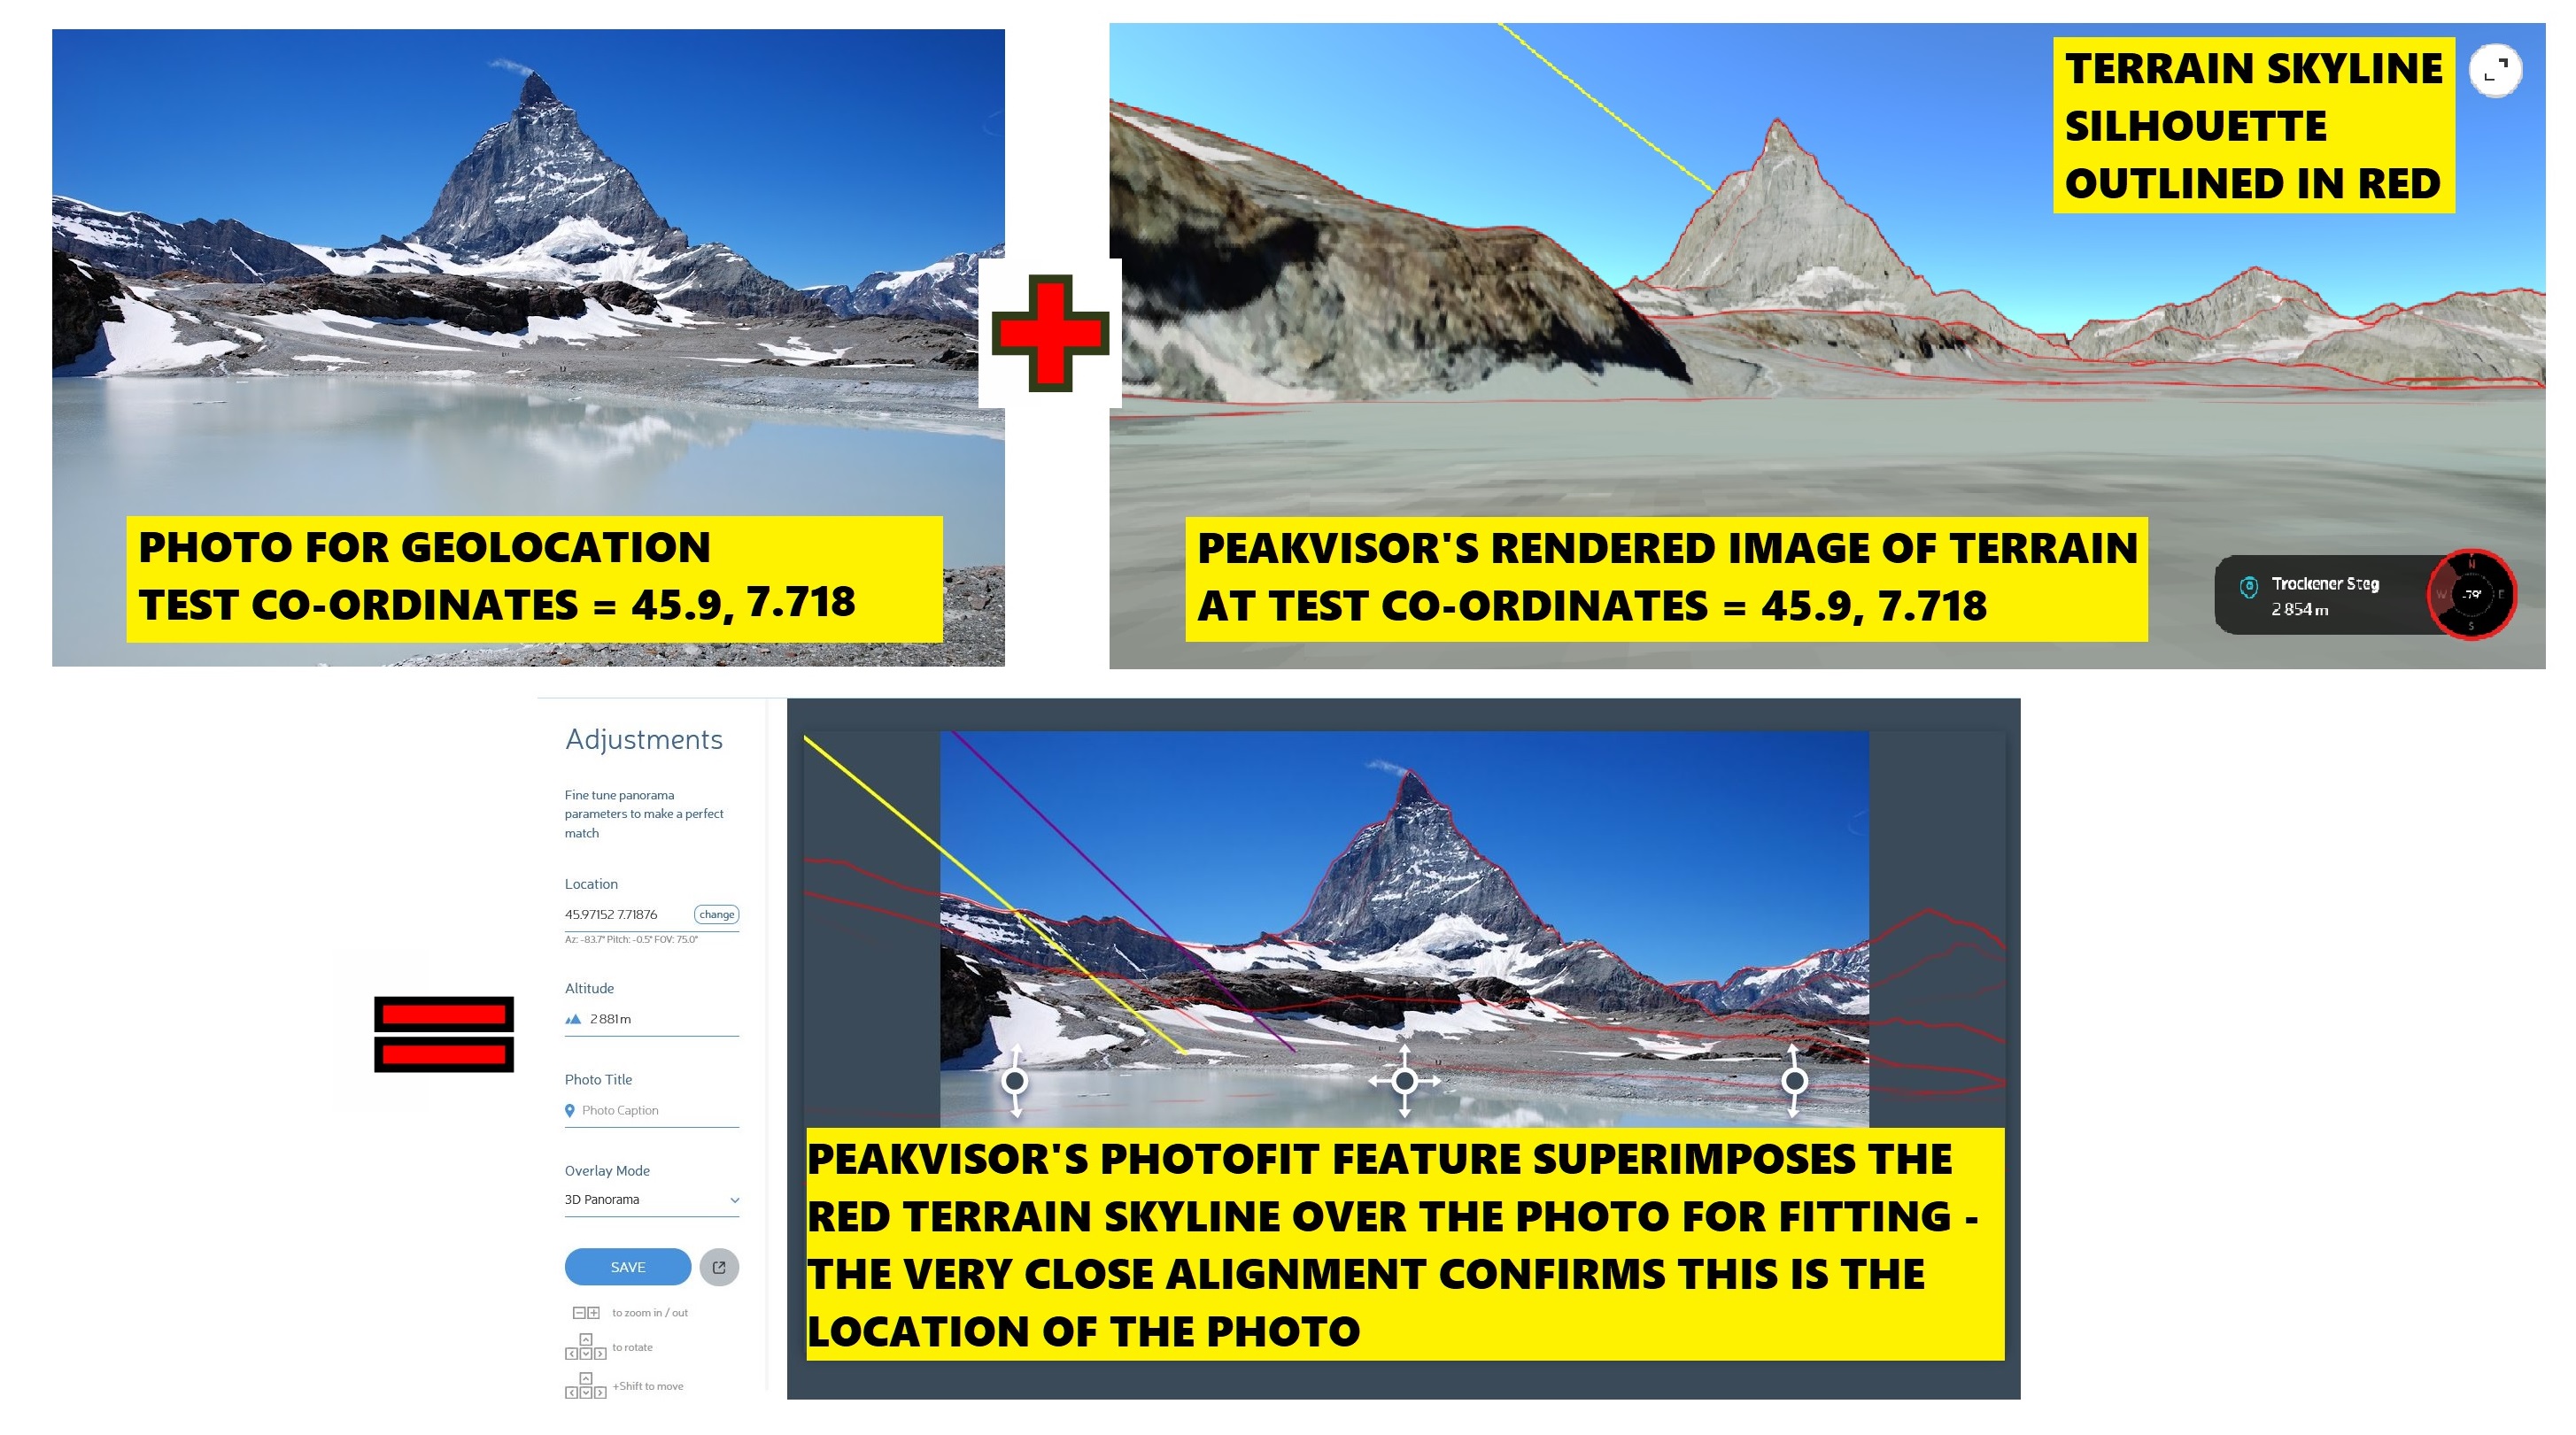 PHOTO FOR GEOLOCATION
TEST CO-ORDINATES = 45.9, 7.718
TERRAIN SKYLINE
SILHOUETTE
OUTLINED IN RED
PEAKVISOR'S RENDERED IMAGE OF TERRAIN
AT TEST CO-ORDINATES = 45.9, 7.718
Trockener Steg
2 854 m
N
W
-79°
E
S
Adjustments
Fine tune panorama
parameters to make a perfect
match
Location
45.97152 7.71876
change
Az: -83.7° Pitch: -0.5° FOV: 75.0°
Altitude
2 881 m
Photo Title
Photo Caption
Overlay Mode
3D Panorama
SAVE
to zoom in / out
to rotate
+Shift to move
PEAKVISOR'S PHOTOFIT FEATURE SUPERIMPOSES THE
RED TERRAIN SKYLINE OVER THE PHOTO FOR FITTING -
THE VERY CLOSE ALIGNMENT CONFIRMS THIS IS THE
LOCATION OF THE PHOTO